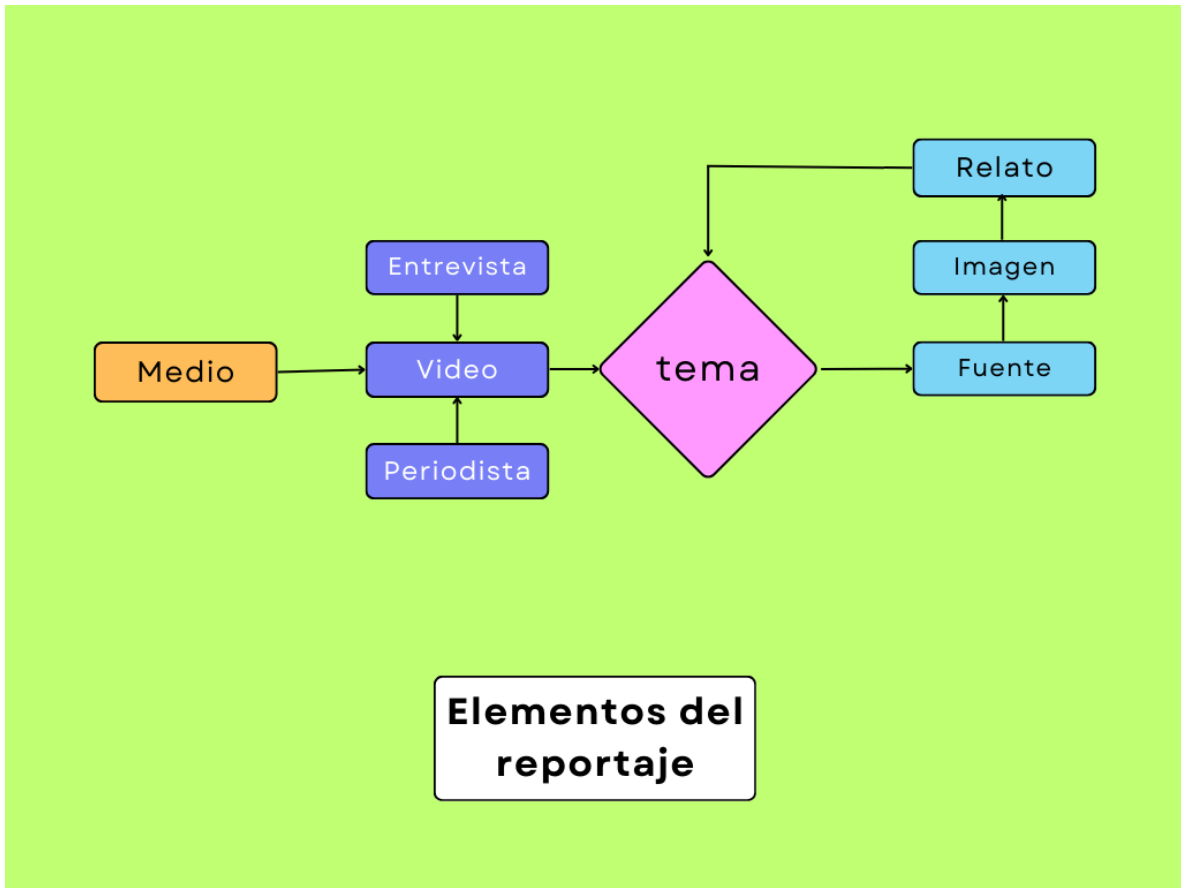 Relato
Entrevista
Imagen
Medio
Video
tema
Fuente
Periodista
Elementos del
reportaje